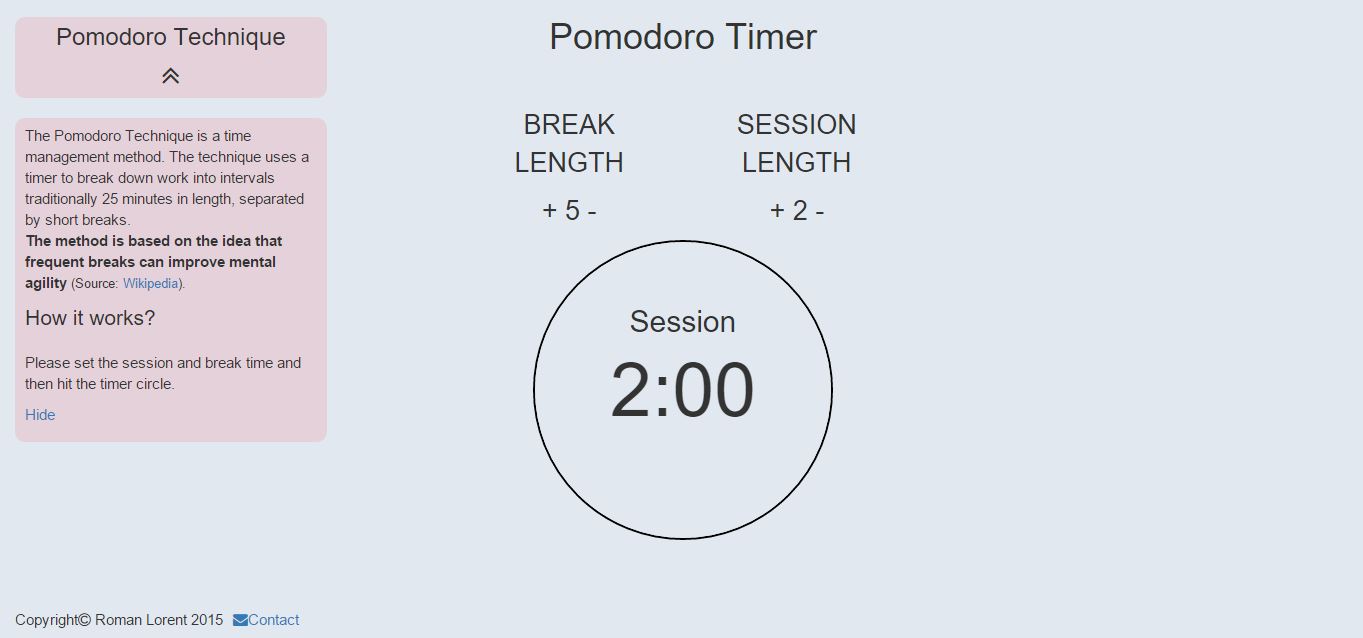 Pomodoro Technique
The Pomodoro Technique is a time
management method. The technique uses a
timer to break down work into intervals
traditionally 25 minutes in length, separated
by short breaks.
The method is based on the idea that
frequent breaks can improve mental
agility (Source: Wikipedia).
How it works?
Please set the session and break time and
then hit the timer circle.
Hide
Pomodoro Timer
BREAK
LENGTH
+ 5 -
SESSION
LENGTH
+ 2 -
Session
2:00
Copyright© Roman Lorent 2015 Contact